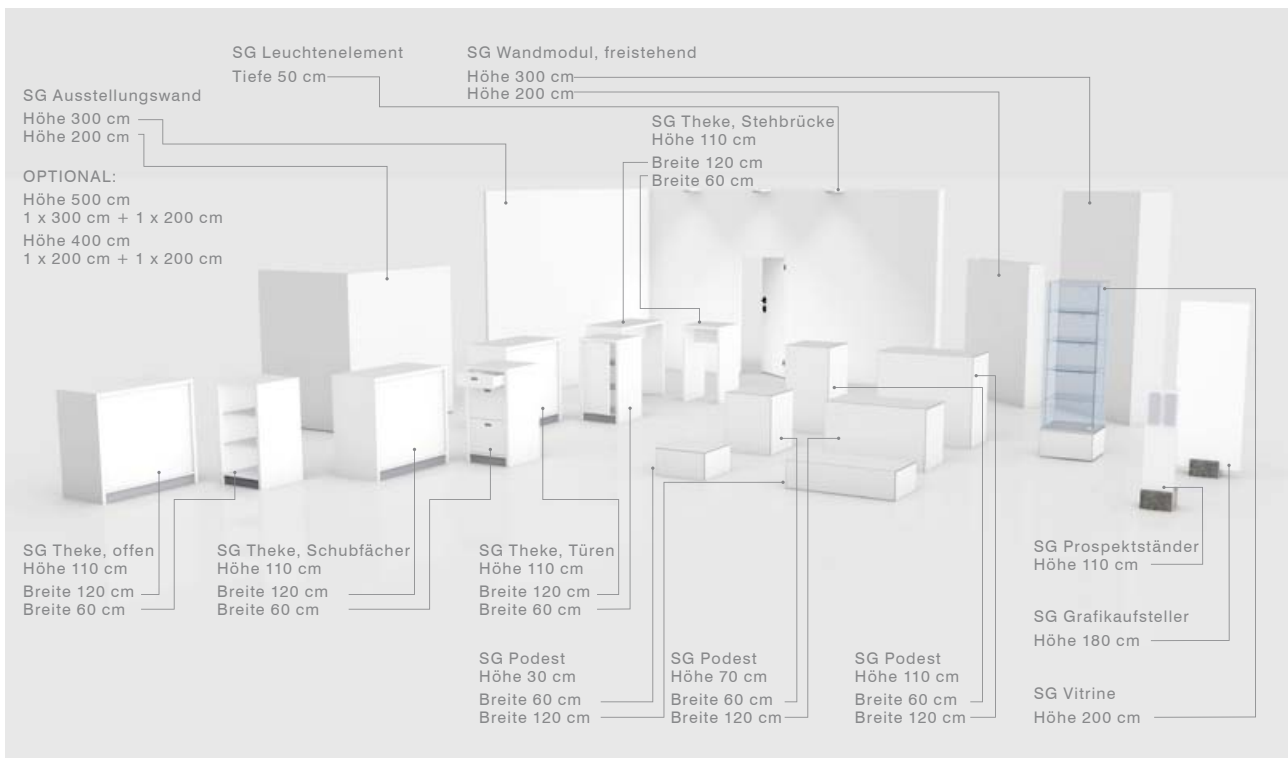 SG Leuchtenelement
Tiefe 50 cm
SG Wandmodul, freistehend
Höhe 300 cm
Höhe 200 cm
SG Ausstellungswand
Höhe 300 cm
Höhe 200 cm
OPTIONAL:
Höhe 500 cm
1 x 300 cm + 1 x 200 cm
Höhe 400 cm
1 x 200 cm + 1 x 200 cm
SG Theke, Stehbrücke
Höhe 110 cm
Breite 120 cm
Breite 60 cm
SG Theke, offen
Höhe 110 cm
Breite 120 cm
Breite 60 cm
SG Theke, Schubfächer
Höhe 110 cm
Breite 120 cm
Breite 60 cm
SG Theke, Türen
Höhe 110 cm
Breite 120 cm
Breite 60 cm
SG Prospektständer
Höhe 110 cm
SG Grafikaufsteller
Höhe 180 cm
SG Podest
Höhe 30 cm
Breite 60 cm
Breite 120 cm
SG Podest
Höhe 70 cm
Breite 60 cm
Breite 120 cm
SG Podest
Höhe 110 cm
Breite 60 cm
Breite 120 cm
SG Vitrine
Höhe 200 cm